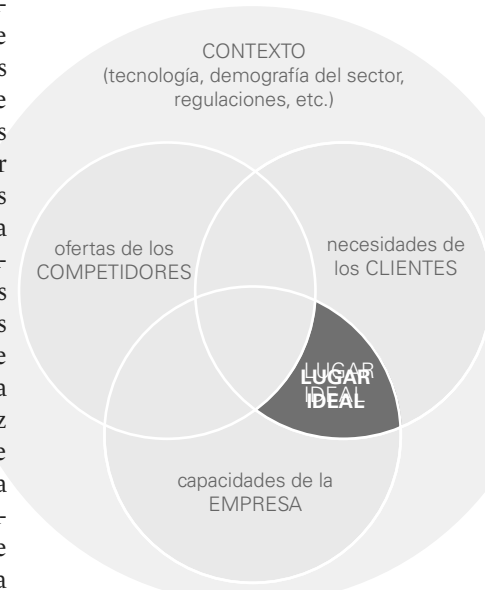 CONTEXTO
(tecnología, demografía del sector,
regulaciones, etc.)
ofertas de los
COMPETIDORES
necesidades de
los CLIENTES
LUGAR
IDEAL
capacidades de la
EMPRESA